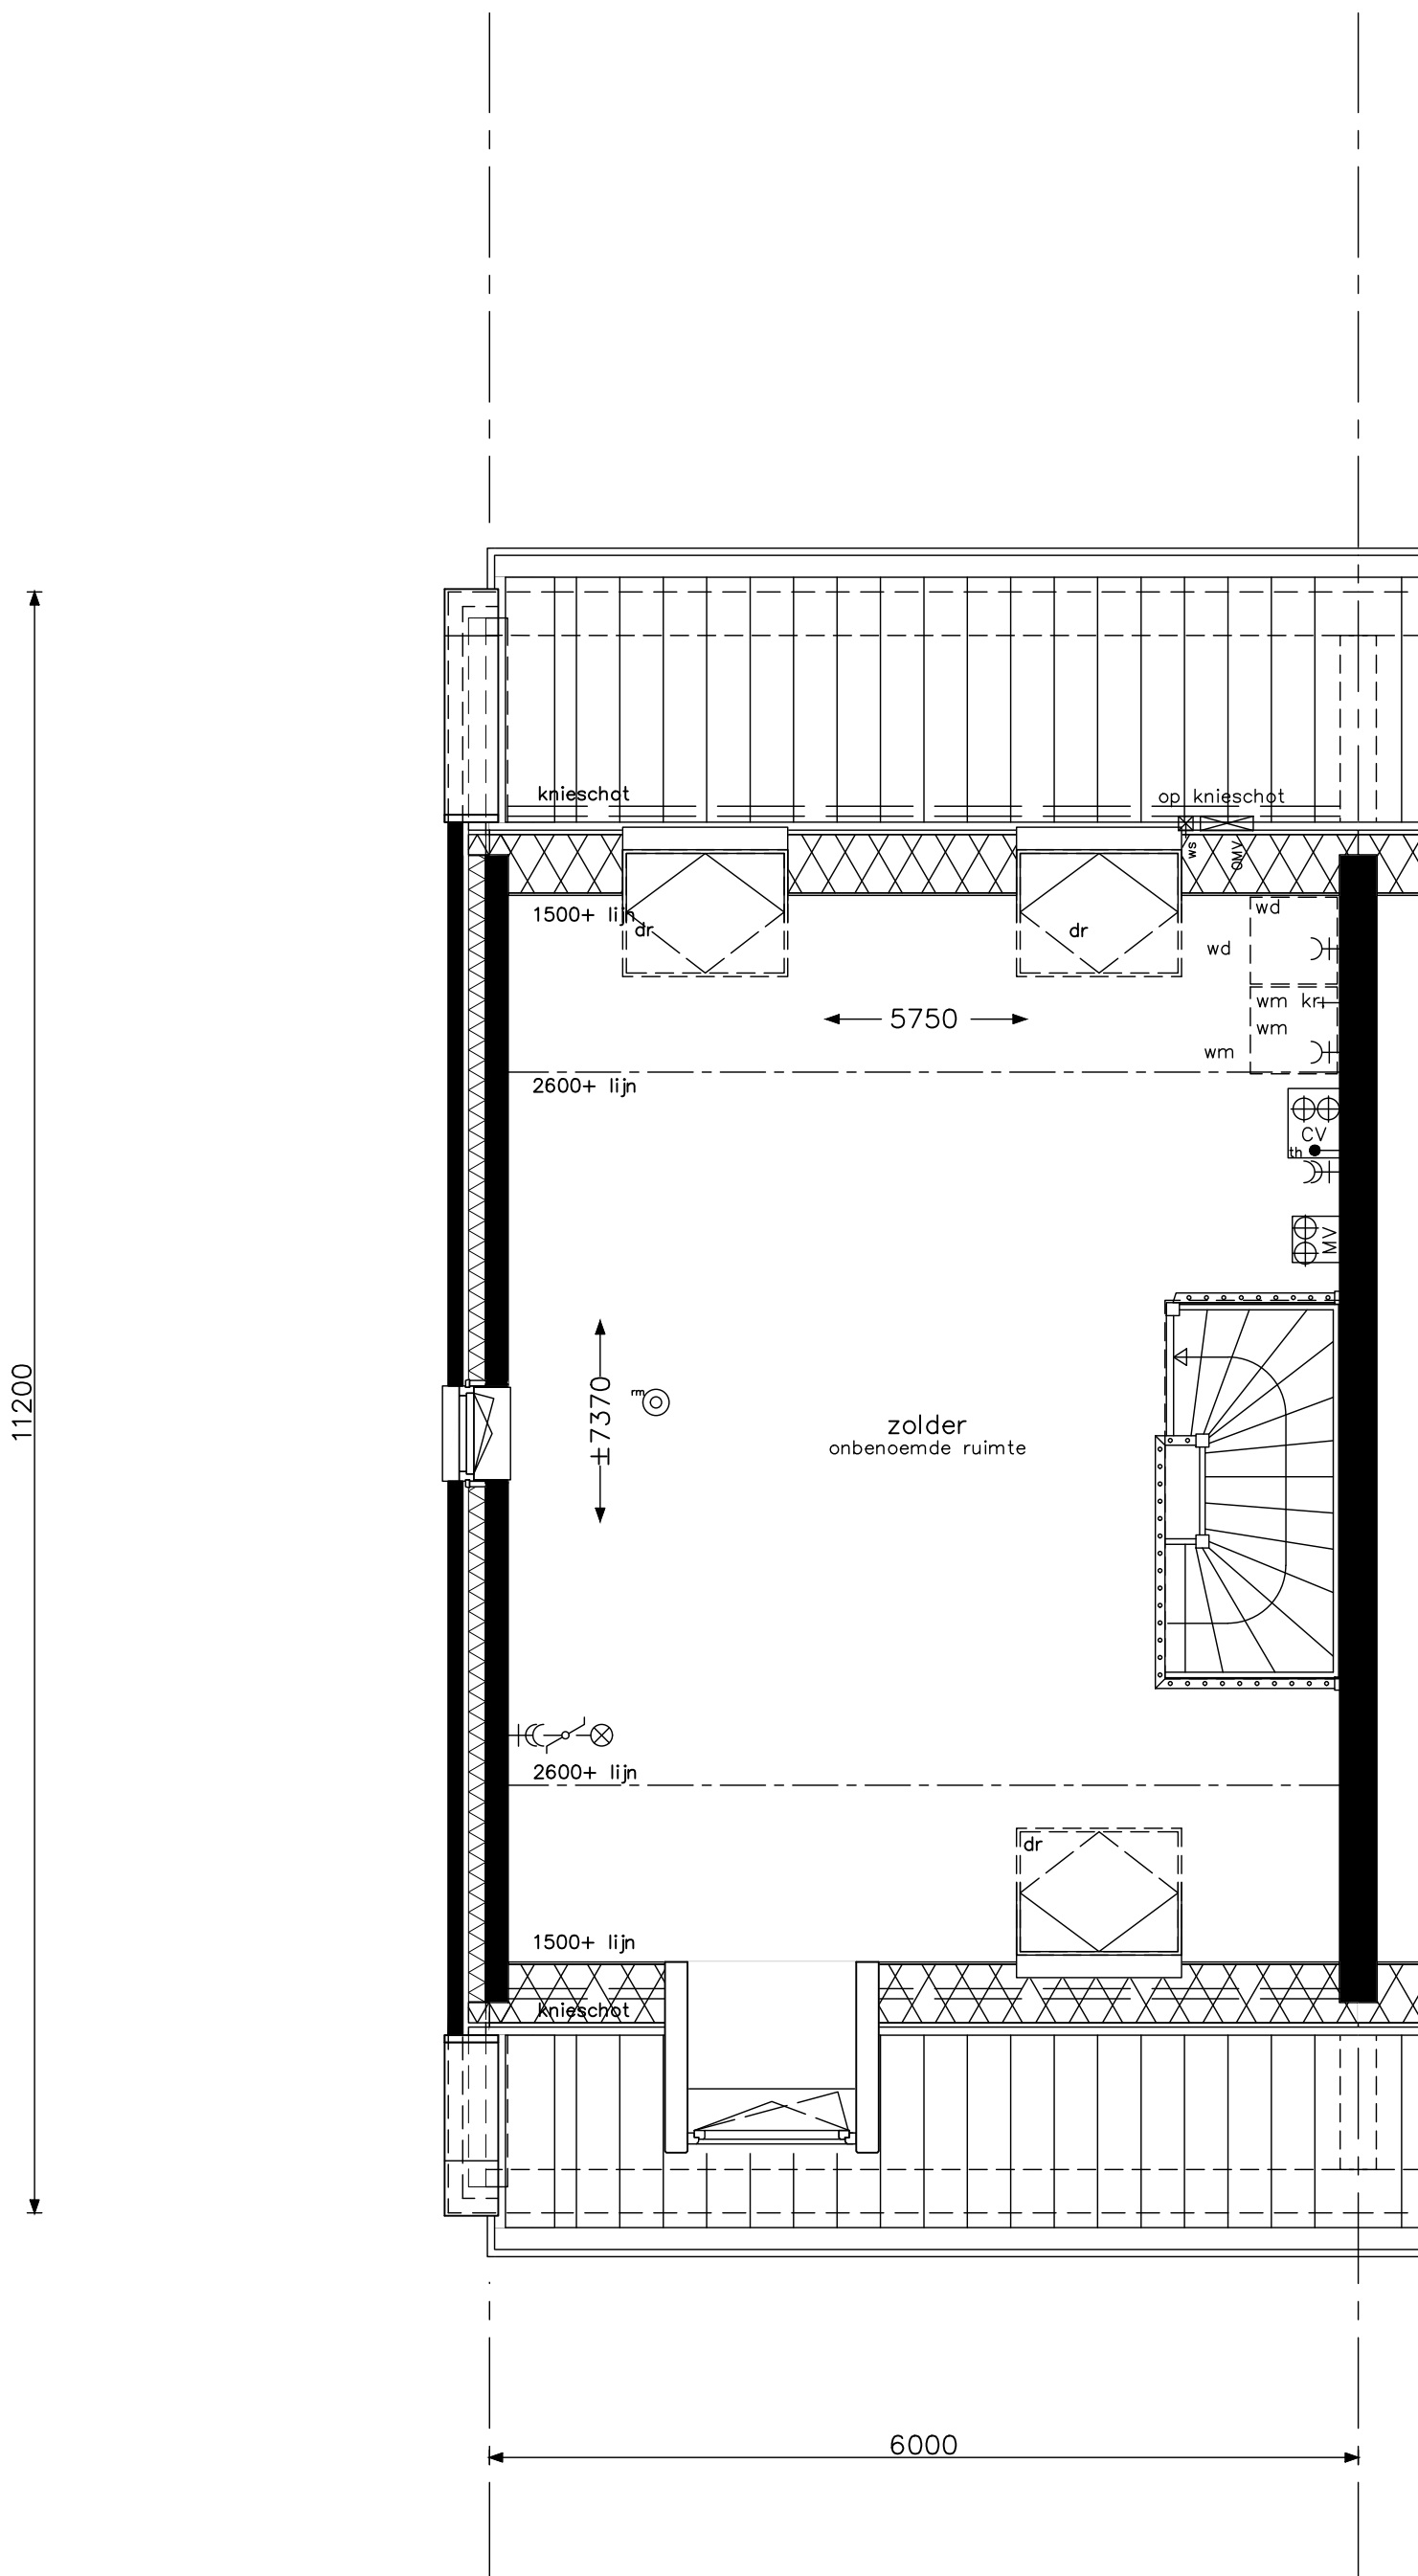 knieschot
op knieschot
ws
OMV
1500+ lijn
dr
dr
wd
wd
wm kr
wm
wm
5750
2600+ lijn
CV
th
MV
11200
±7370
rm
zolder
onbenoemde ruimte
2600+ lijn
dr
1500+ lijn
knieschot
6000